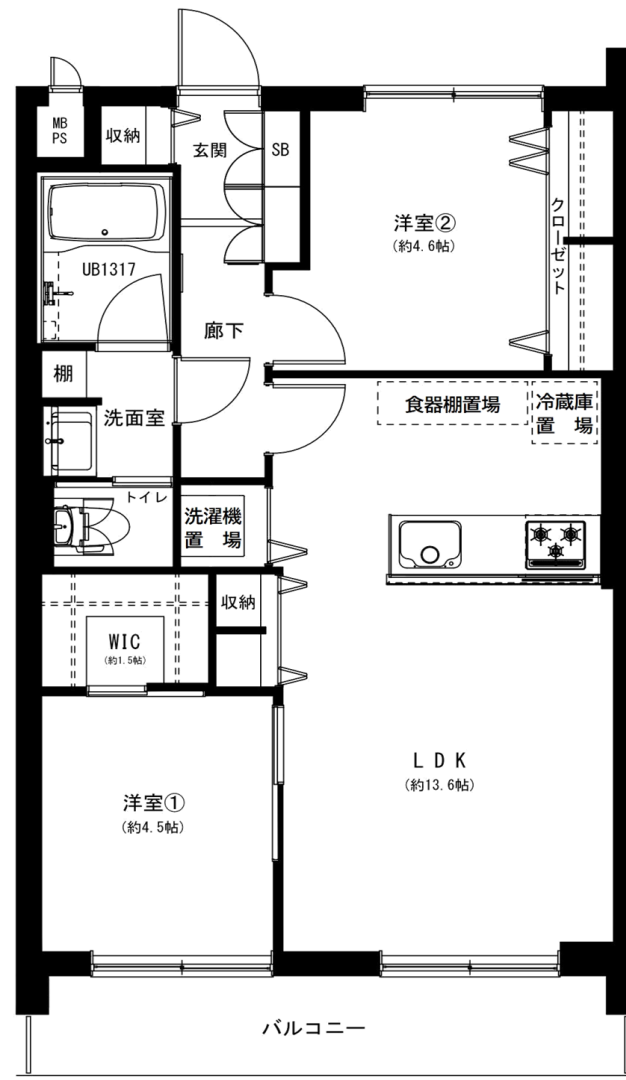 MB
PS
収納
玄関
SB
洋室②
(約4.6帖)
クローゼット
UB1317
廊下
棚
洗面室
食器棚置場
冷蔵庫
置　場
トイレ
洗濯機
置　場
収納
WIC
(約1.5帖)
LDK
(約13.6帖)
洋室①
(約4.5帖)
バルコニー